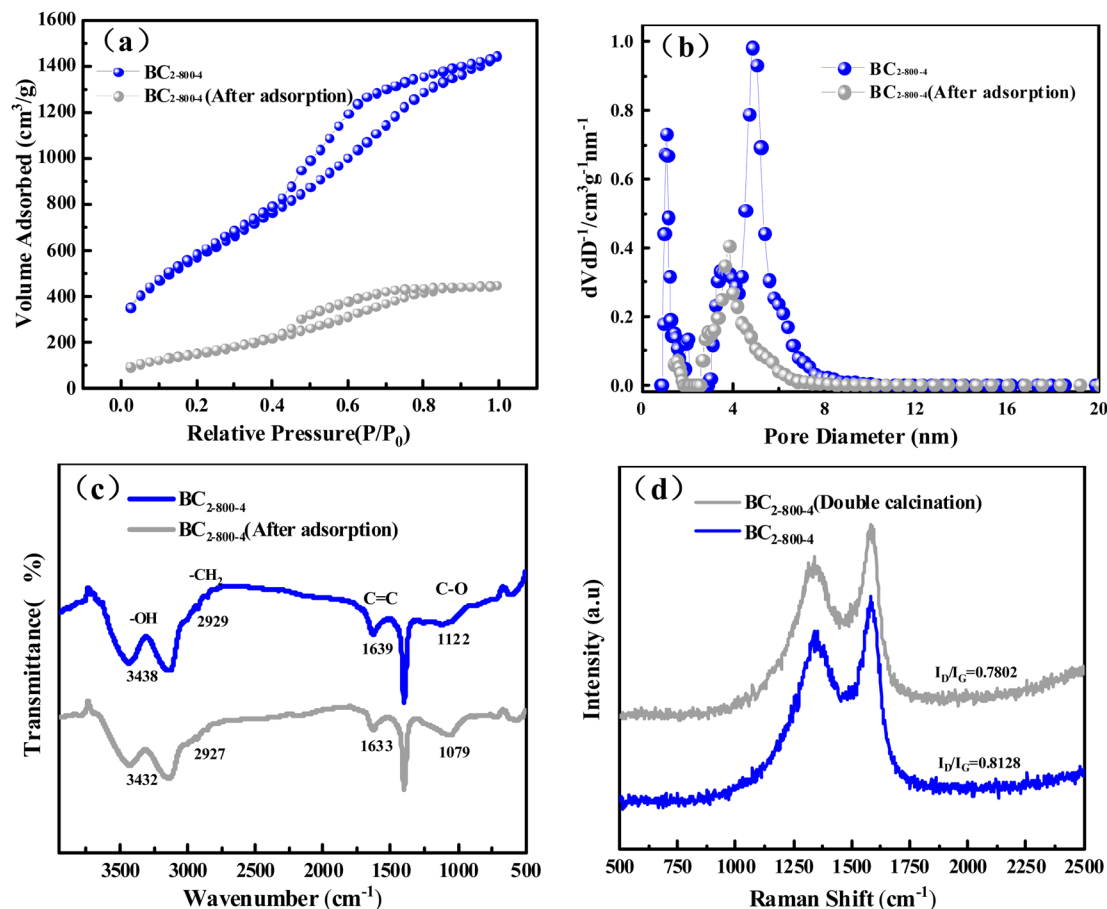 (a)
BC2-800-4
BC2-800-4(After adsorption)
Volume Adsorbed (cm³/g)
1600
1400
1200
1000
800
600
400
200
0
0.0 0.2 0.4 0.6 0.8 1.0
Relative Pressure(P/P0)
(b)
BC2-800-4
BC2-800-4(After adsorption)
dVdD⁻¹/cm³g⁻¹nm⁻¹
1.0
0.8
0.6
0.4
0.2
0.0
0 4 8 12 16 20
Pore Diameter (nm)
(c)
BC2-800-4
BC2-800-4(After adsorption)
Transmittance( %)
-OH
-CH2
C=C
C-O
3438
2929
1639
1122
3432
2927
1633
1079
3500 3000 2500 2000 1500 1000 500
Wavenumber (cm⁻¹)
(d)
BC2-800-4(Double calcination)
BC2-800-4
Intensity (a.u)
ID/IG=0.7802
ID/IG=0.8128
500 750 1000 1250 1500 1750 2000 2250 2500
Raman Shift (cm⁻¹)